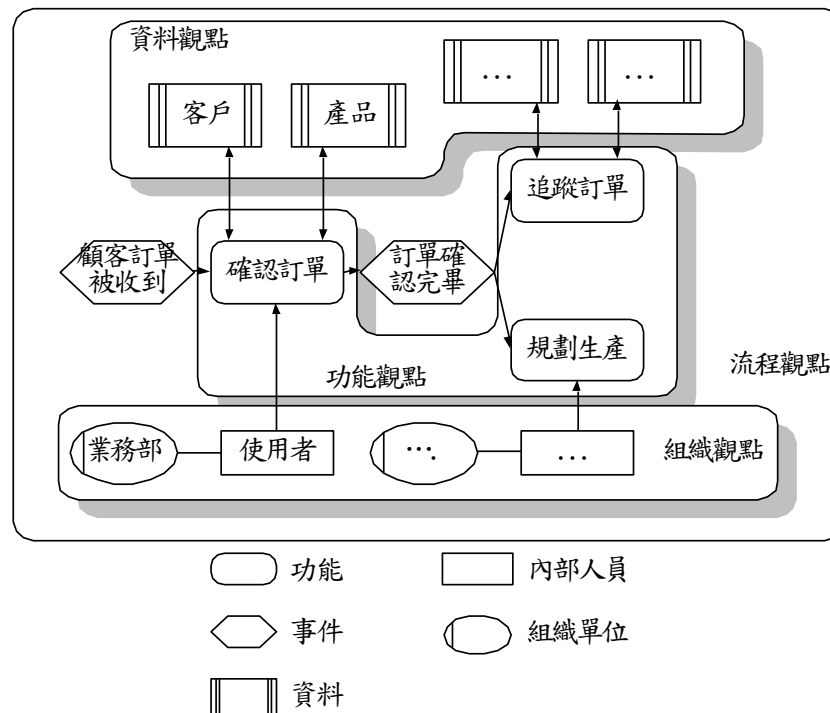 資料觀點
客戶
產品
…
…
追蹤訂單
顧客訂單
被收到
確認訂單
訂單確
認完畢
規劃生產
功能觀點
流程觀點
業務部
使用者
….
…
組織觀點
功能
內部人員
事件
組織單位
資料